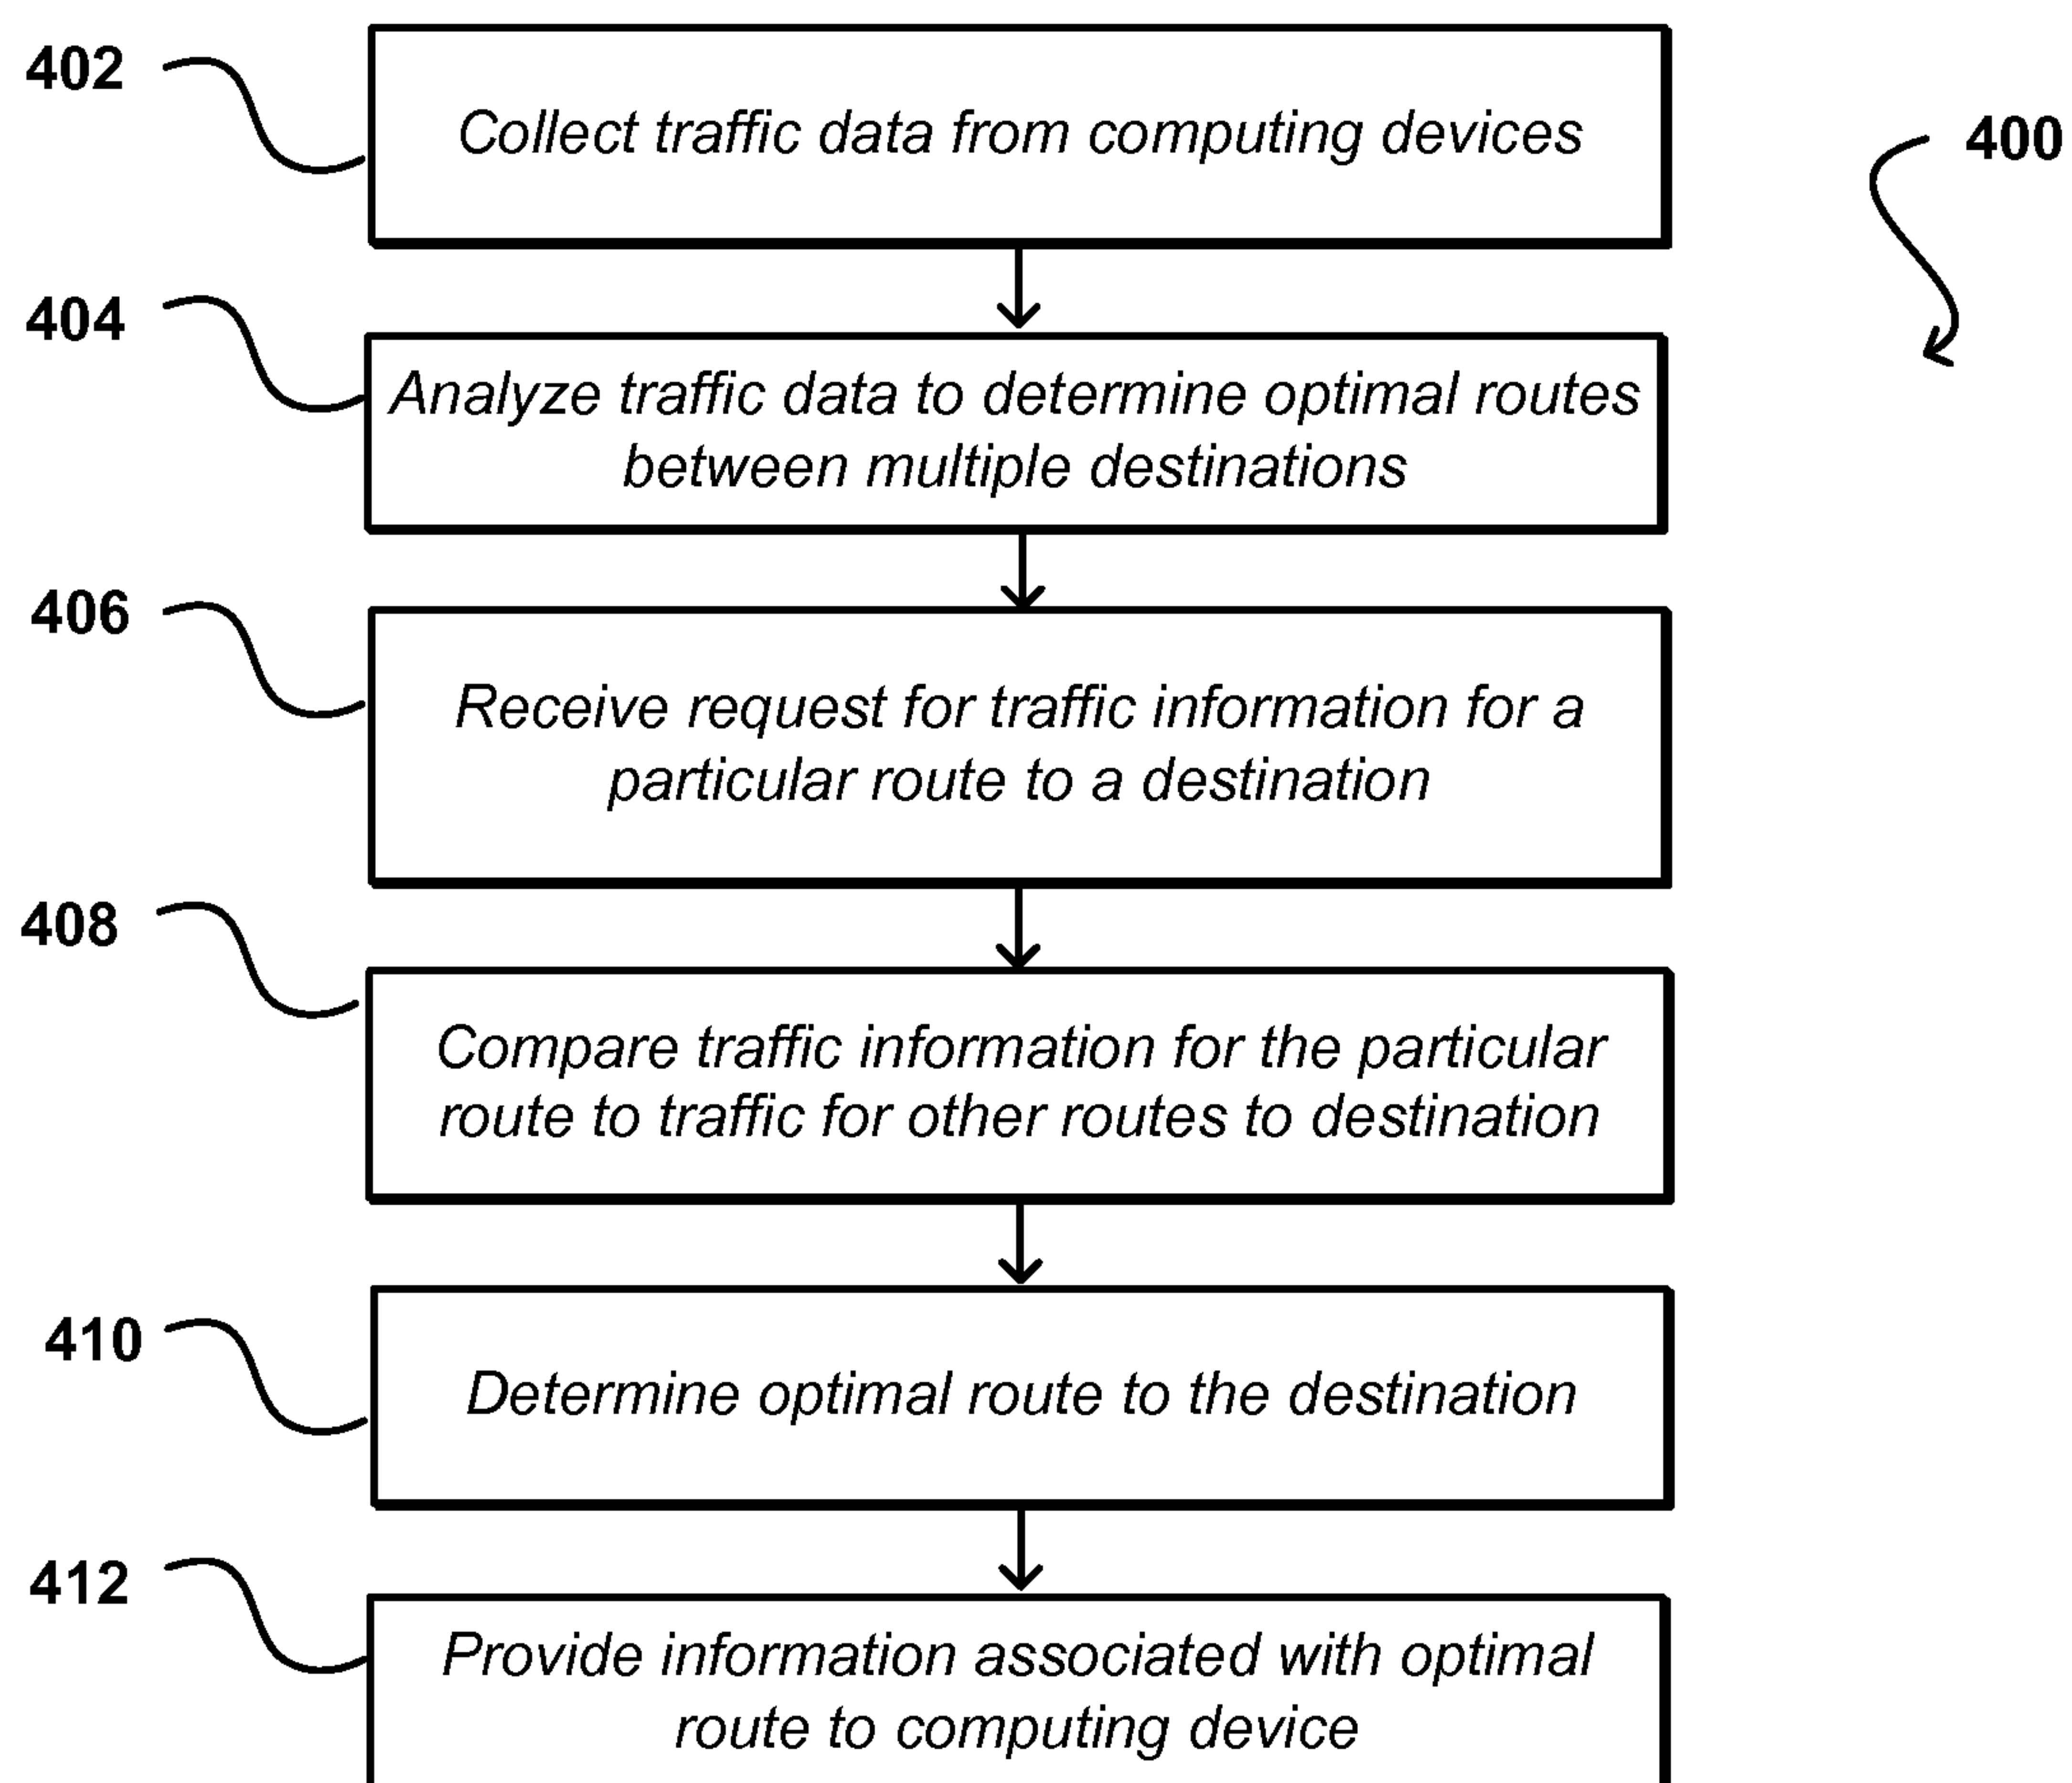 402
Collect traffic data from computing devices
400
404
Analyze traffic data to determine optimal routes
between multiple destinations
406
Receive request for traffic information for a
particular route to a destination
408
Compare traffic information for the particular
route to traffic for other routes to destination
410
Determine optimal route to the destination
412
Provide information associated with optimal
route to computing device